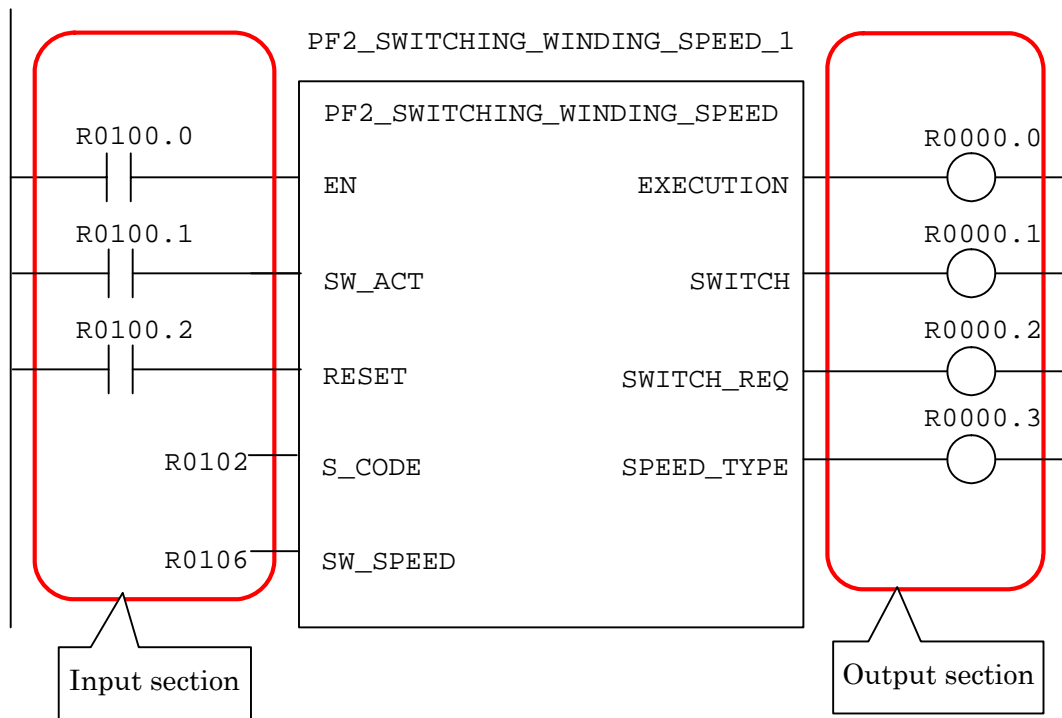 PF2_SWITCHING_WINDING_SPEED_1
PF2_SWITCHING_WINDING_SPEED
R0100.0
EN
EXECUTION
R0000.0
R0100.1
SW_ACT
SWITCH
R0000.1
R0100.2
RESET
SWITCH_REQ
R0000.2
R0102
S_CODE
SPEED_TYPE
R0000.3
R0106
SW_SPEED
Input section
Output section